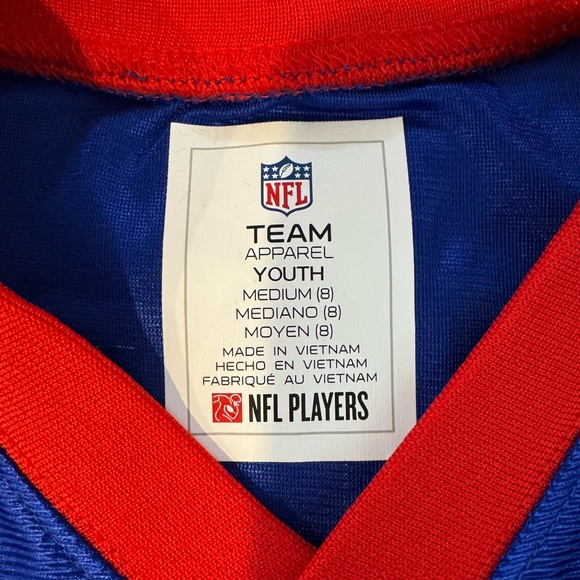 NFL
TEAM
APPAREL
YOUTH
MEDIUM (8)
MEDIANO (8)
MOYEN (8)
MADE IN VIETNAM
HECHO EN VIETNAM
FABRIQUÉ AU VIETNAM
NFL PLAYERS